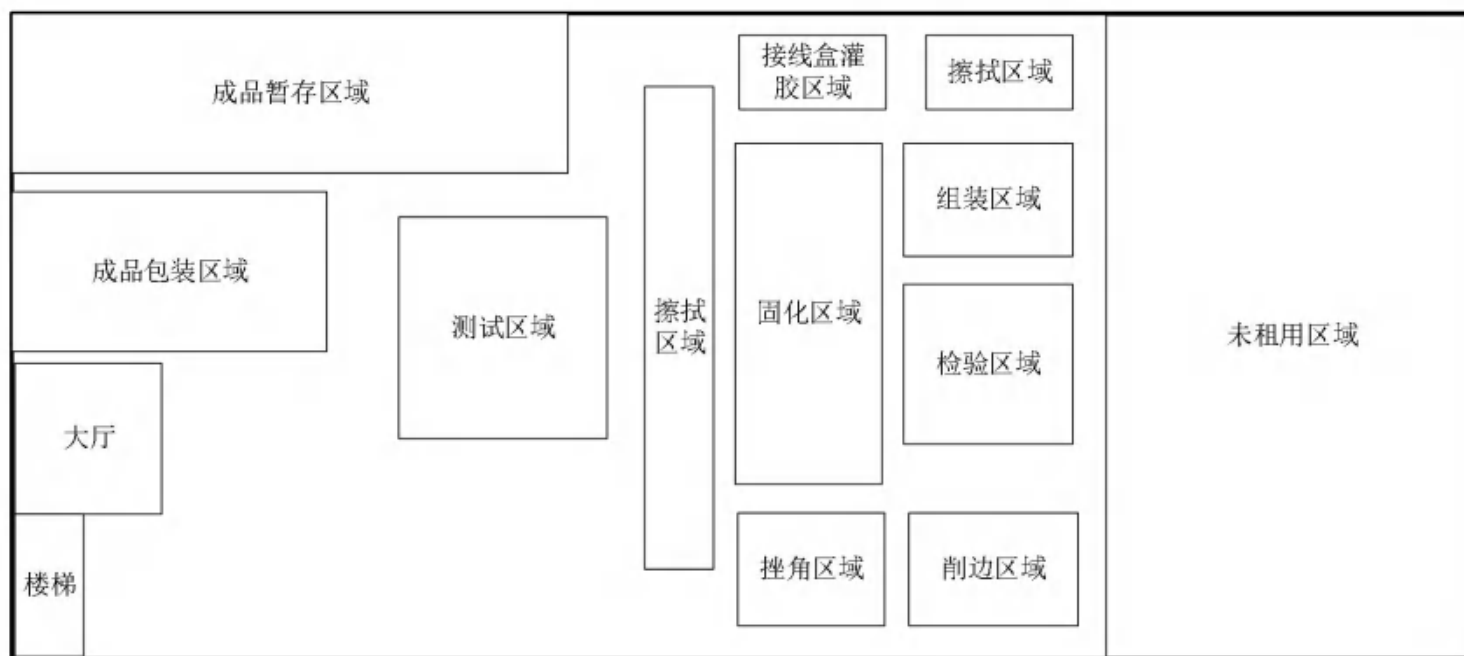 成品暂存区域
接线盒灌
胶区域
擦拭区域
组装区域
成品包装区域
测试区域
擦拭
区域
固化区域
检验区域
未租用区域
大厅
楼梯
挫角区域
削边区域